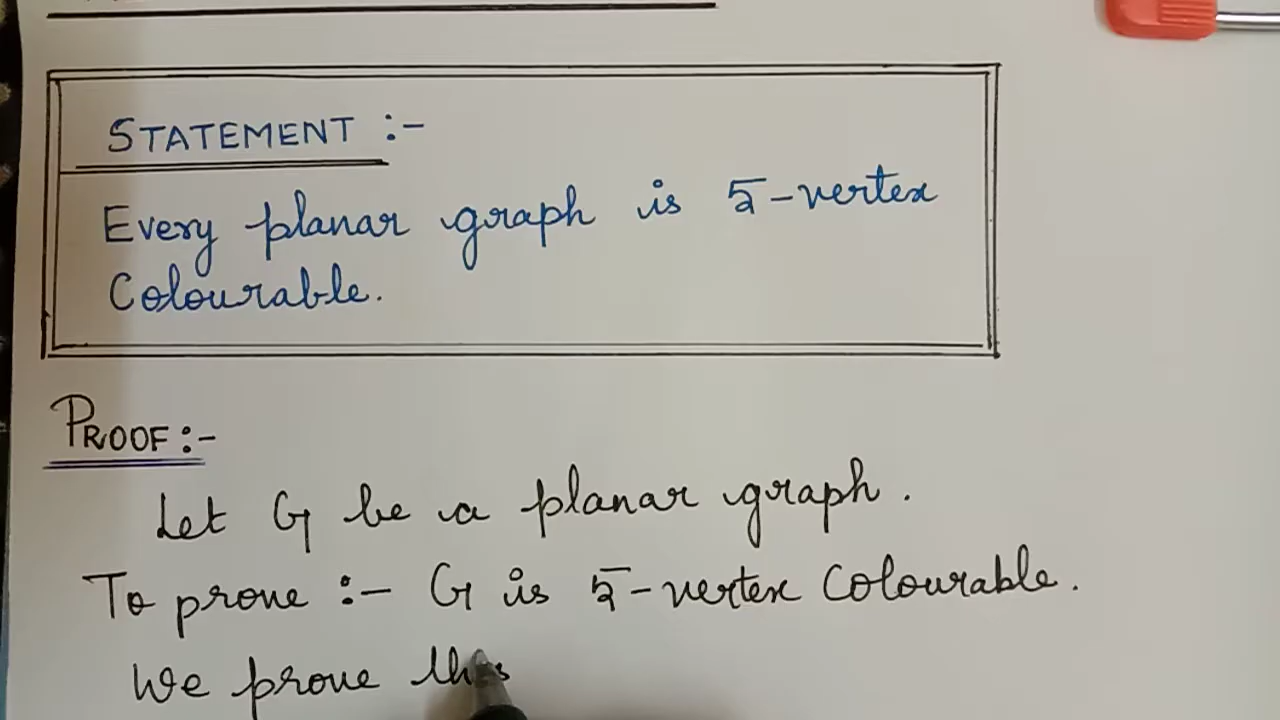 STATEMENT :-
Every planar graph is 5-vertex
Colourable.
PROOF :-
Let G be a planar graph.
To prove :- G is 5-vertex Colourable.
We prove this